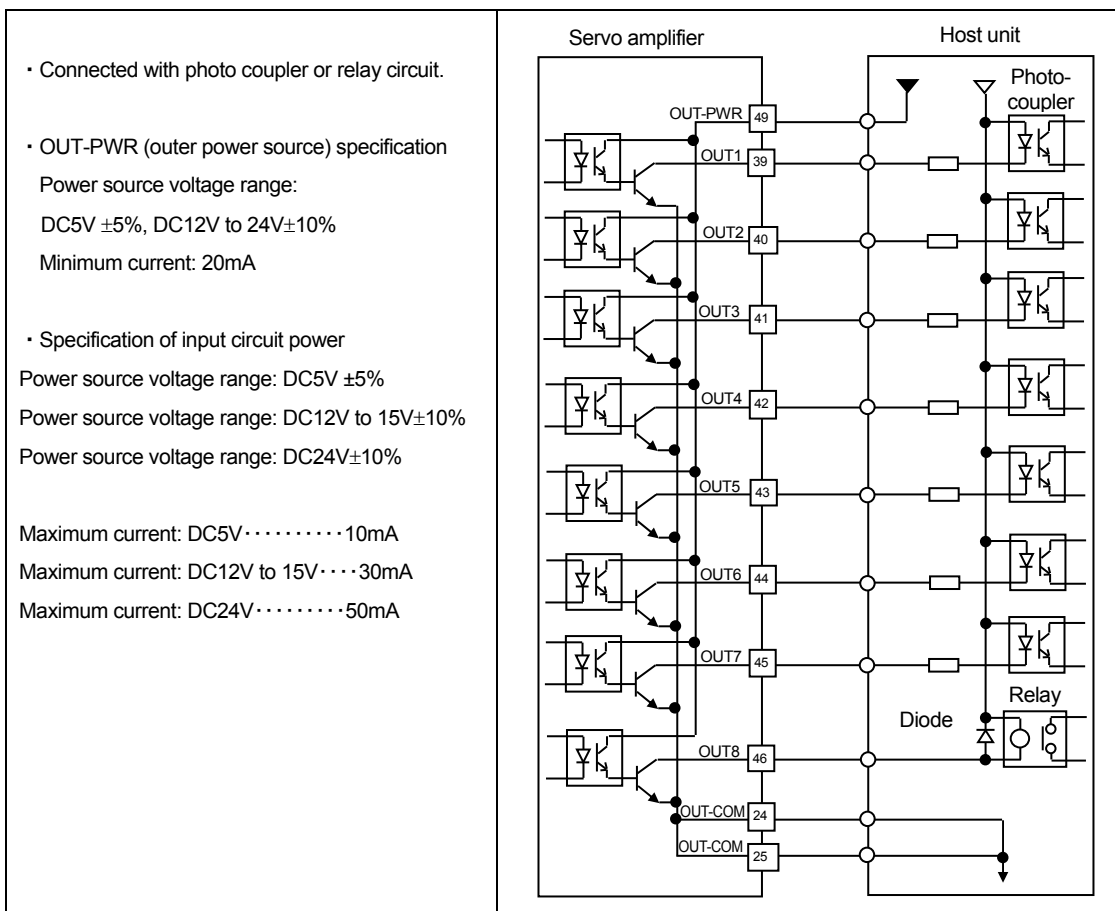 ・Connected with photo coupler or relay circuit.
・OUT-PWR (outer power source) specification
Power source voltage range:
DC5V ±5%, DC12V to 24V±10%
Minimum current: 20mA
・Specification of input circuit power
Power source voltage range: DC5V ±5%
Power source voltage range: DC12V to 15V±10%
Power source voltage range: DC24V±10%
Maximum current: DC5V‥‥‥‥‥10mA
Maximum current: DC12V to 15V‥‥30mA
Maximum current: DC24V‥‥‥‥·50mA
Servo amplifier
Host unit
Photo-
coupler
OUT-PWR 49
OUT1 39
OUT2 40
OUT3 41
OUT4 42
OUT5 43
OUT6 44
OUT7 45
Relay
Diode
OUT8 46
OUT-COM 24
OUT-COM 25